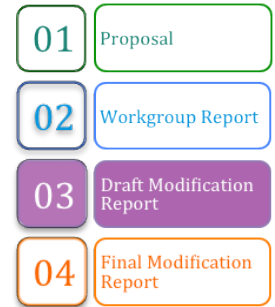 01
Proposal
02
Workgroup Report
03
Draft Modification
Report
04
Final Modification
Report